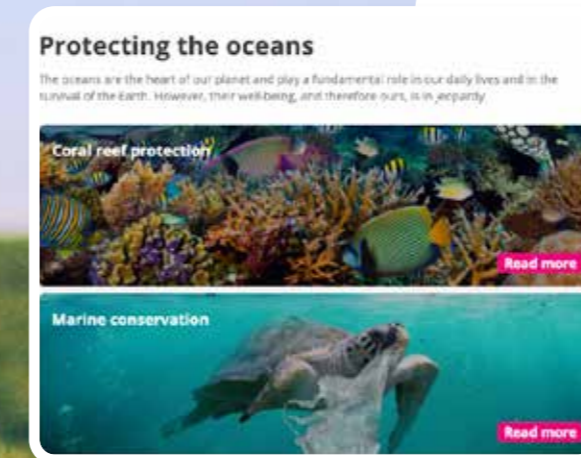 Protecting the oceans
The oceans are the heart of our planet and play a fundamental role in our daily lives and in the
survival of the Earth. However, their well-being, and therefore ours, is in jeopardy.
Coral reef protection
Read more
Marine conservation
Read more